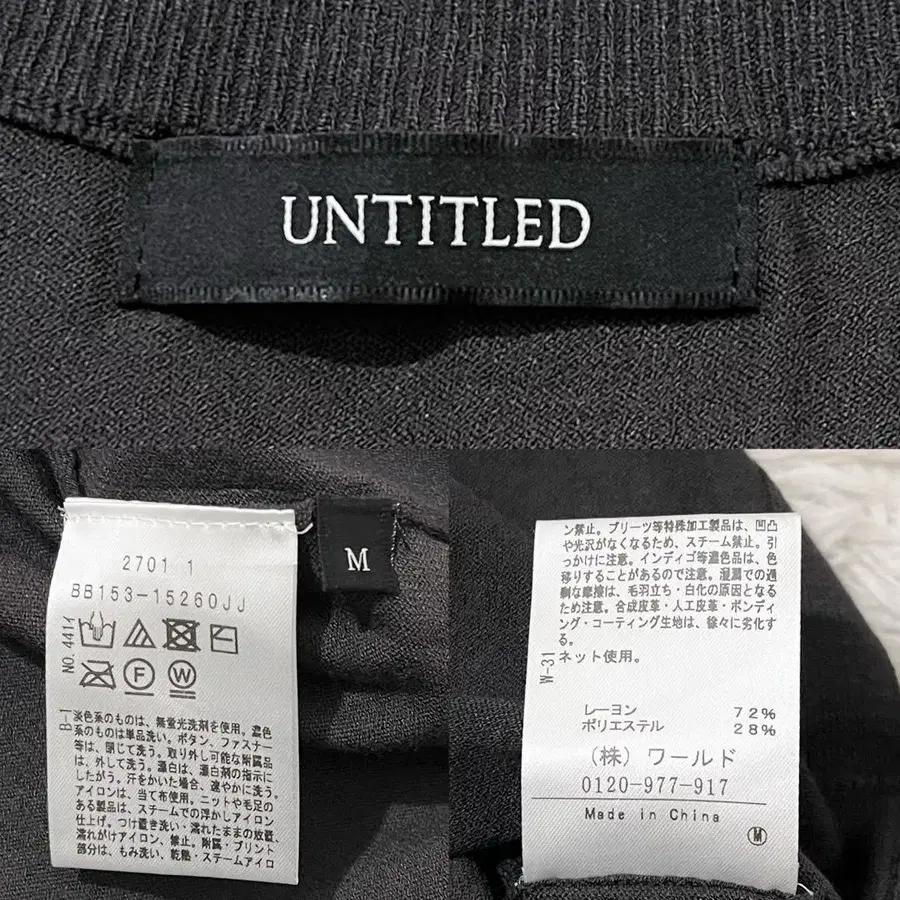 UNTITLED
M
2701 1
BB153-15260JJ
NO. 441イ
F
W
B-1
淡色系のものは、無蛍光洗剤を使用。濃色
系のものは単品洗い。ボタン、ファスナー
等は、閉じて洗う。取り外し可能な附属品
は、外して洗う。漂白は、漂白剤の指示に
したがう。汗をかいた場合、速やかに洗う。
アイロンは、当て布使用。ニットや毛足の
ある製品は、スチームでの浮かしアイロン
仕上げ。つけ置き洗い・濡れたままの放置、
濡れがけアイロン、禁止。附属・プリント
部分は、もみ洗い、乾熱・スチームアイロ
ン禁止。プリーツ等特殊加工製品は、凹凸
や光沢がなくなるため、スチーム禁止。引
っかけに注意。インディゴ等濃色品は、色
移りすることがあるので注意。湿潤での過
剰な摩擦は、毛羽立ち・白化の原因となる
ため注意。合成皮革・人工皮革・ボンディ
ング・コーティング生地は、徐々に劣化す
る。
W-31
ネット使用。
レーヨン 72%
ポリエステル 28%
(株)ワールド
0120-977-917
Made in China
M